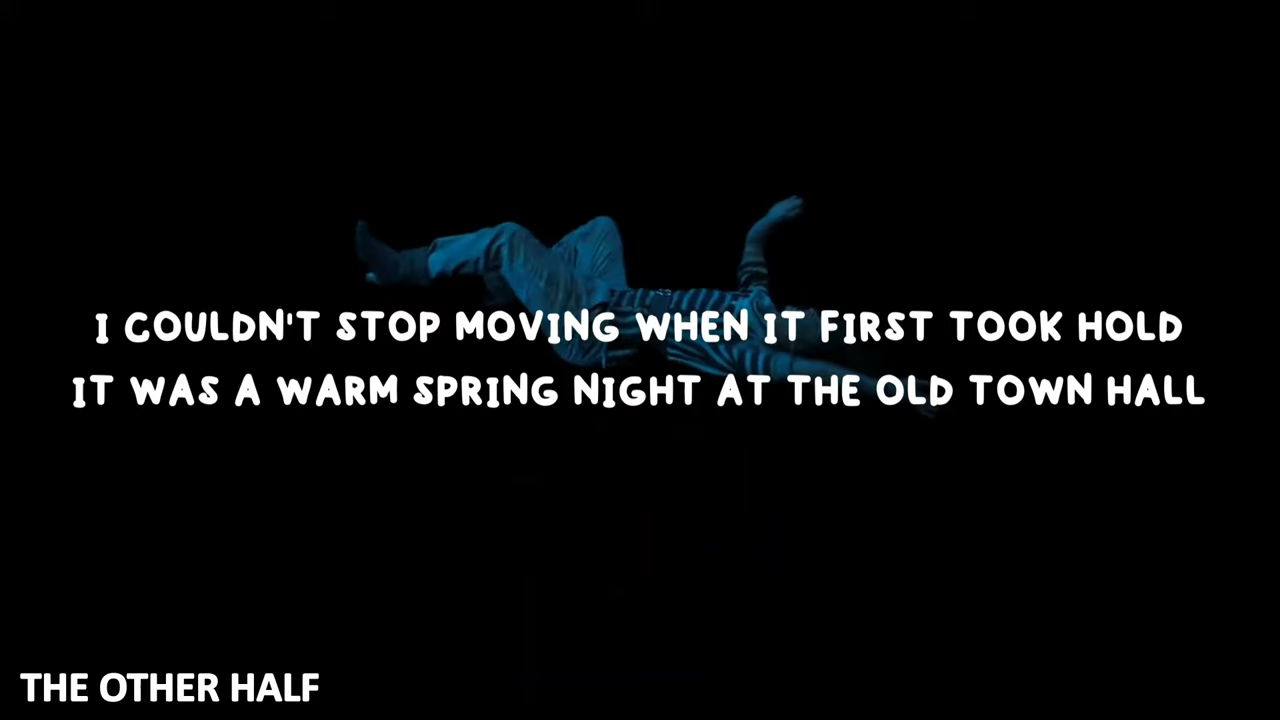 I COULDN'T STOP MOVING WHEN IT FIRST TOOK HOLD
IT WAS A WARM SPRING NIGHT AT THE OLD TOWN HALL
THE OTHER HALF